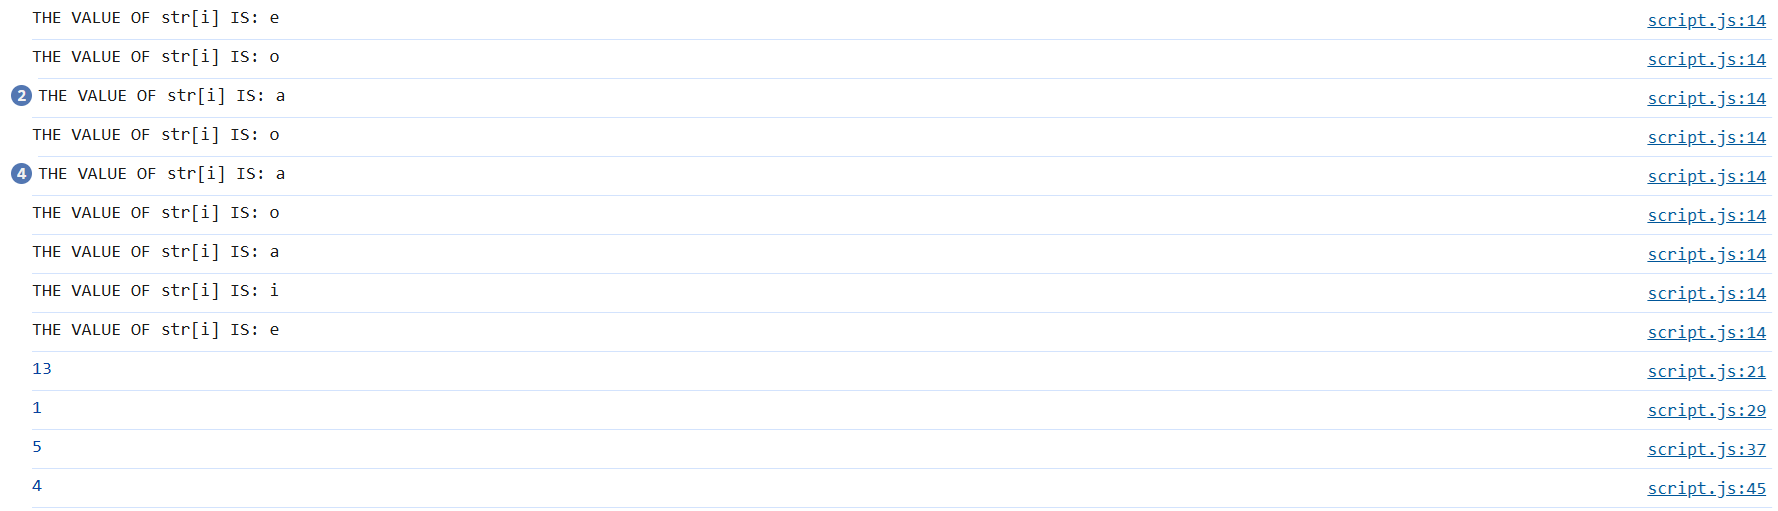 THE VALUE OF str[i] IS: e script.js:14
THE VALUE OF str[i] IS: o script.js:14
2 THE VALUE OF str[i] IS: a script.js:14
THE VALUE OF str[i] IS: o script.js:14
4 THE VALUE OF str[i] IS: a script.js:14
THE VALUE OF str[i] IS: o script.js:14
THE VALUE OF str[i] IS: a script.js:14
THE VALUE OF str[i] IS: i script.js:14
THE VALUE OF str[i] IS: e script.js:14
13 script.js:21
1 script.js:29
5 script.js:37
4 script.js:45